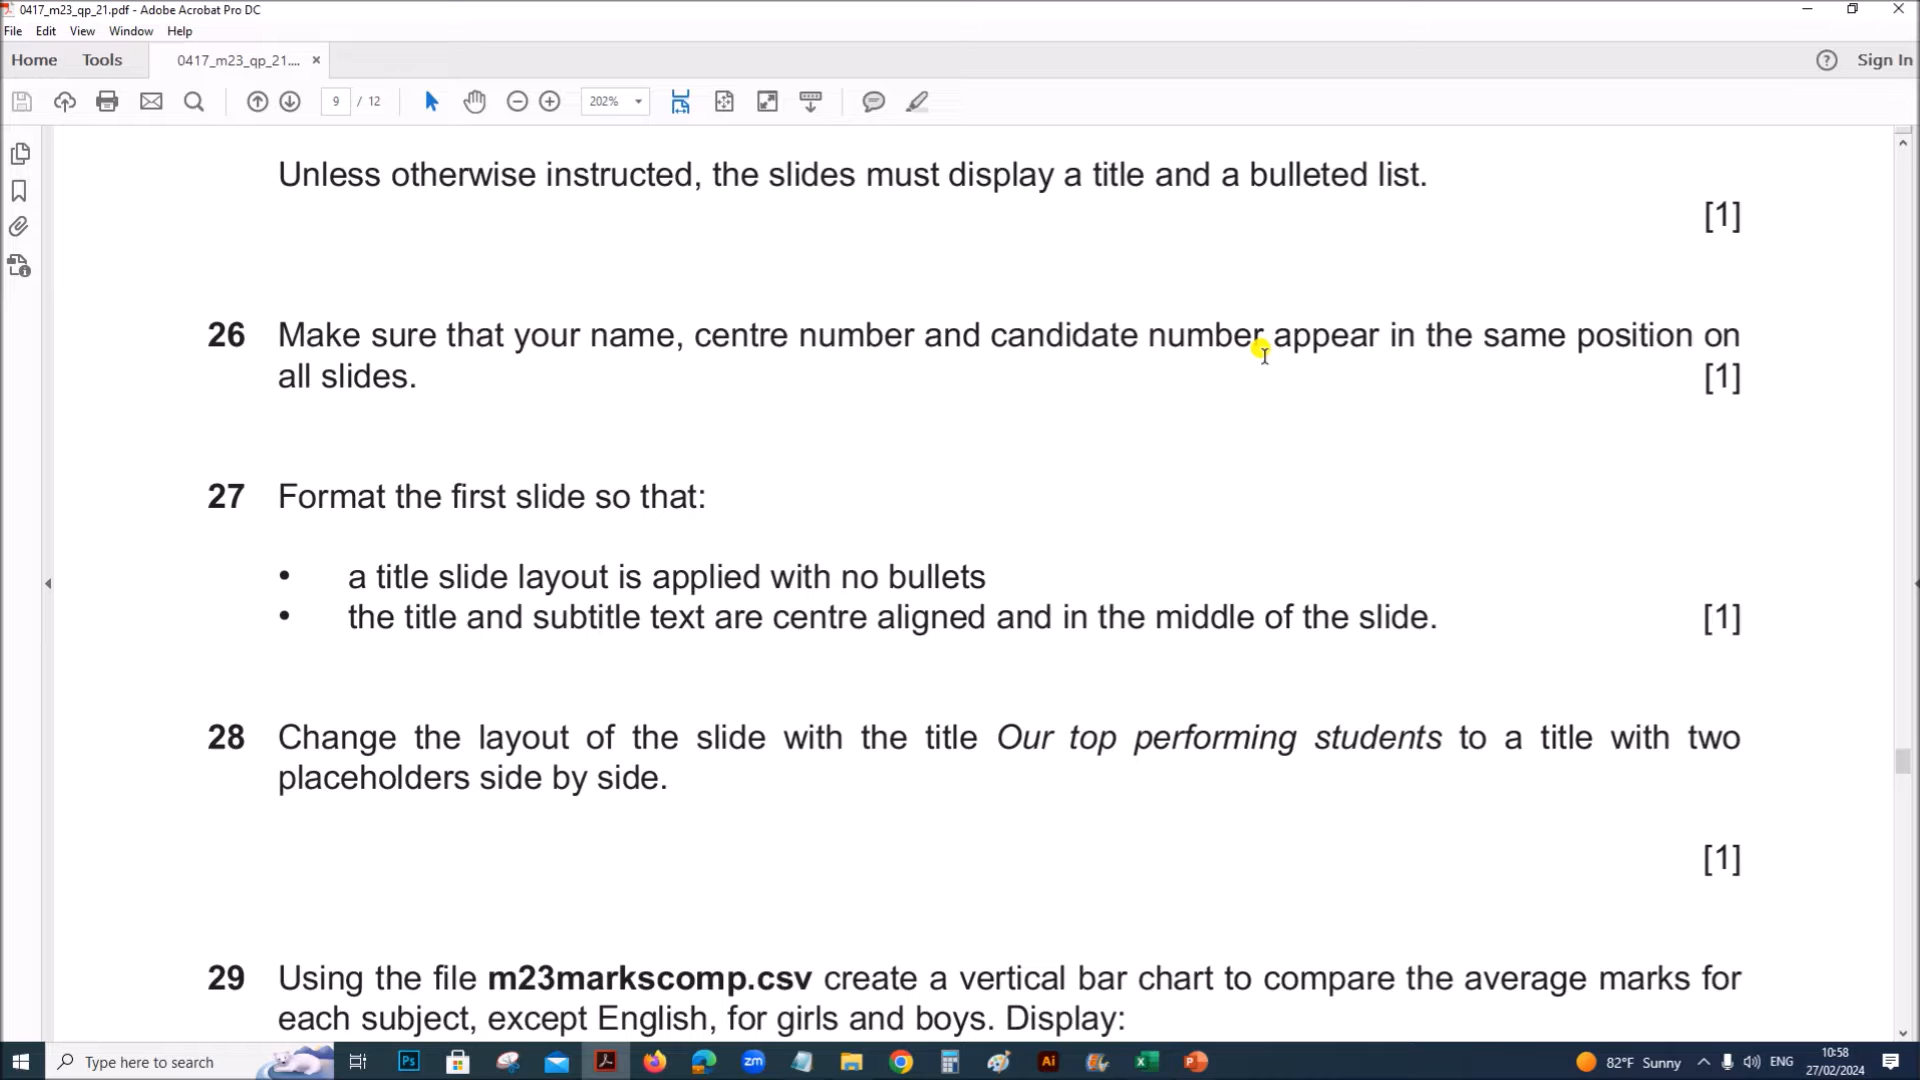 0417_m23_qp_21.pdf - Adobe Acrobat Pro DC
File Edit View Window Help
Home Tools 0417_m23_qp_21.... ×
Sign In
9 / 12
202%
Unless otherwise instructed, the slides must display a title and a bulleted list.
[1]
26 Make sure that your name, centre number and candidate number appear in the same position on
all slides. [1]
27 Format the first slide so that:
• a title slide layout is applied with no bullets
• the title and subtitle text are centre aligned and in the middle of the slide. [1]
28 Change the layout of the slide with the title Our top performing students to a title with two
placeholders side by side.
[1]
29 Using the file m23markscomp.csv create a vertical bar chart to compare the average marks for
each subject, except English, for girls and boys. Display:
Type here to search
Ps
zm
Ai
82°F Sunny
ENG
10:58
27/02/2024